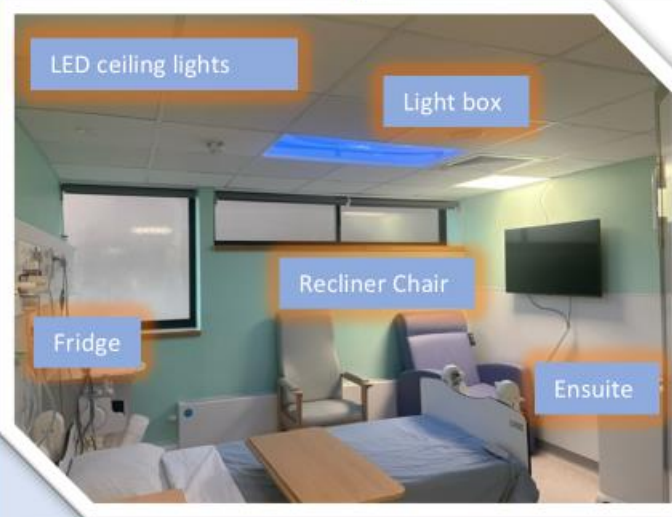 LED ceiling lights
Light box
Recliner Chair
Fridge
Ensuite